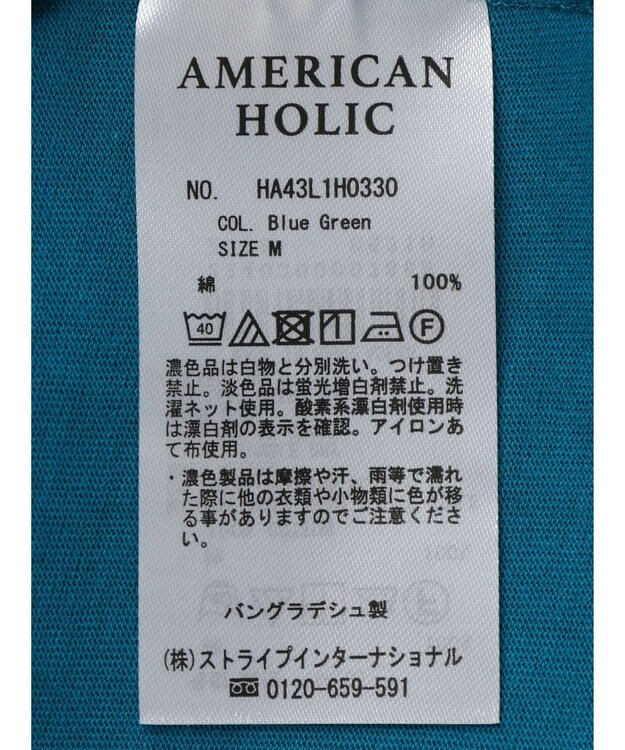 AMERICAN
HOLIC
NO. HA43L1H0330
COL. Blue Green
SIZE M
綿 100%
40 F
濃色品は白物と分別洗い。つけ置き
禁止。淡色品は蛍光増白剤禁止。洗
濯ネット使用。酸素系漂白剤使用時
は漂白剤の表示を確認。アイロンあ
て布使用。
・濃色製品は摩擦や汗、雨等で濡れ
た際に他の衣類や小物類に色が移
る事がありますのでご注意くださ
い。
バングラデシュ製
(株)ストライプインターナショナル
0120-659-591